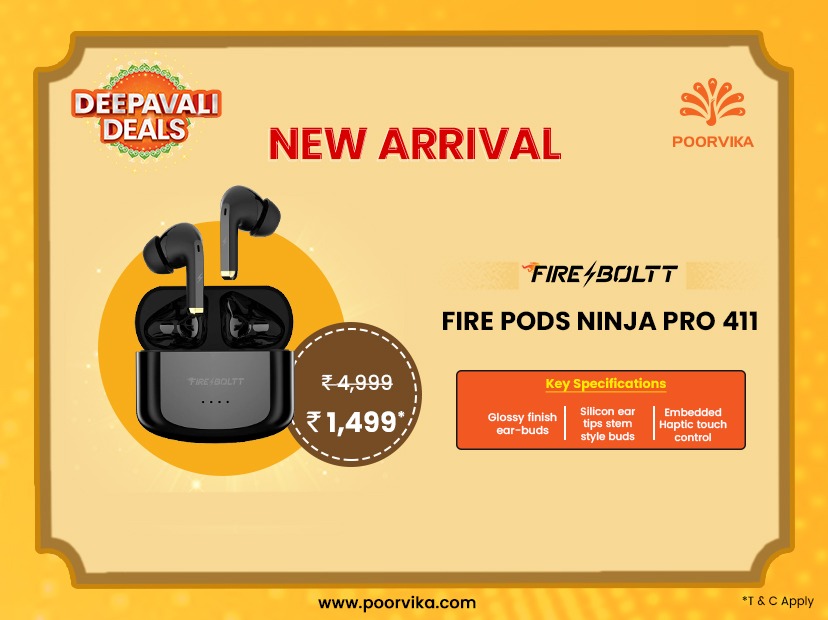 DEEPAVALI
DEALS
NEW ARRIVAL
POORVIKA
FIRE BOLTT
FIRE PODS NINJA PRO 411
FIRE BOLTT
₹ 4,999
₹ 1,499*
Key Specifications
Glossy finish
ear-buds
Silicon ear
tips stem
style buds
Embedded
Haptic touch
control
www.poorvika.com
*T & C Apply